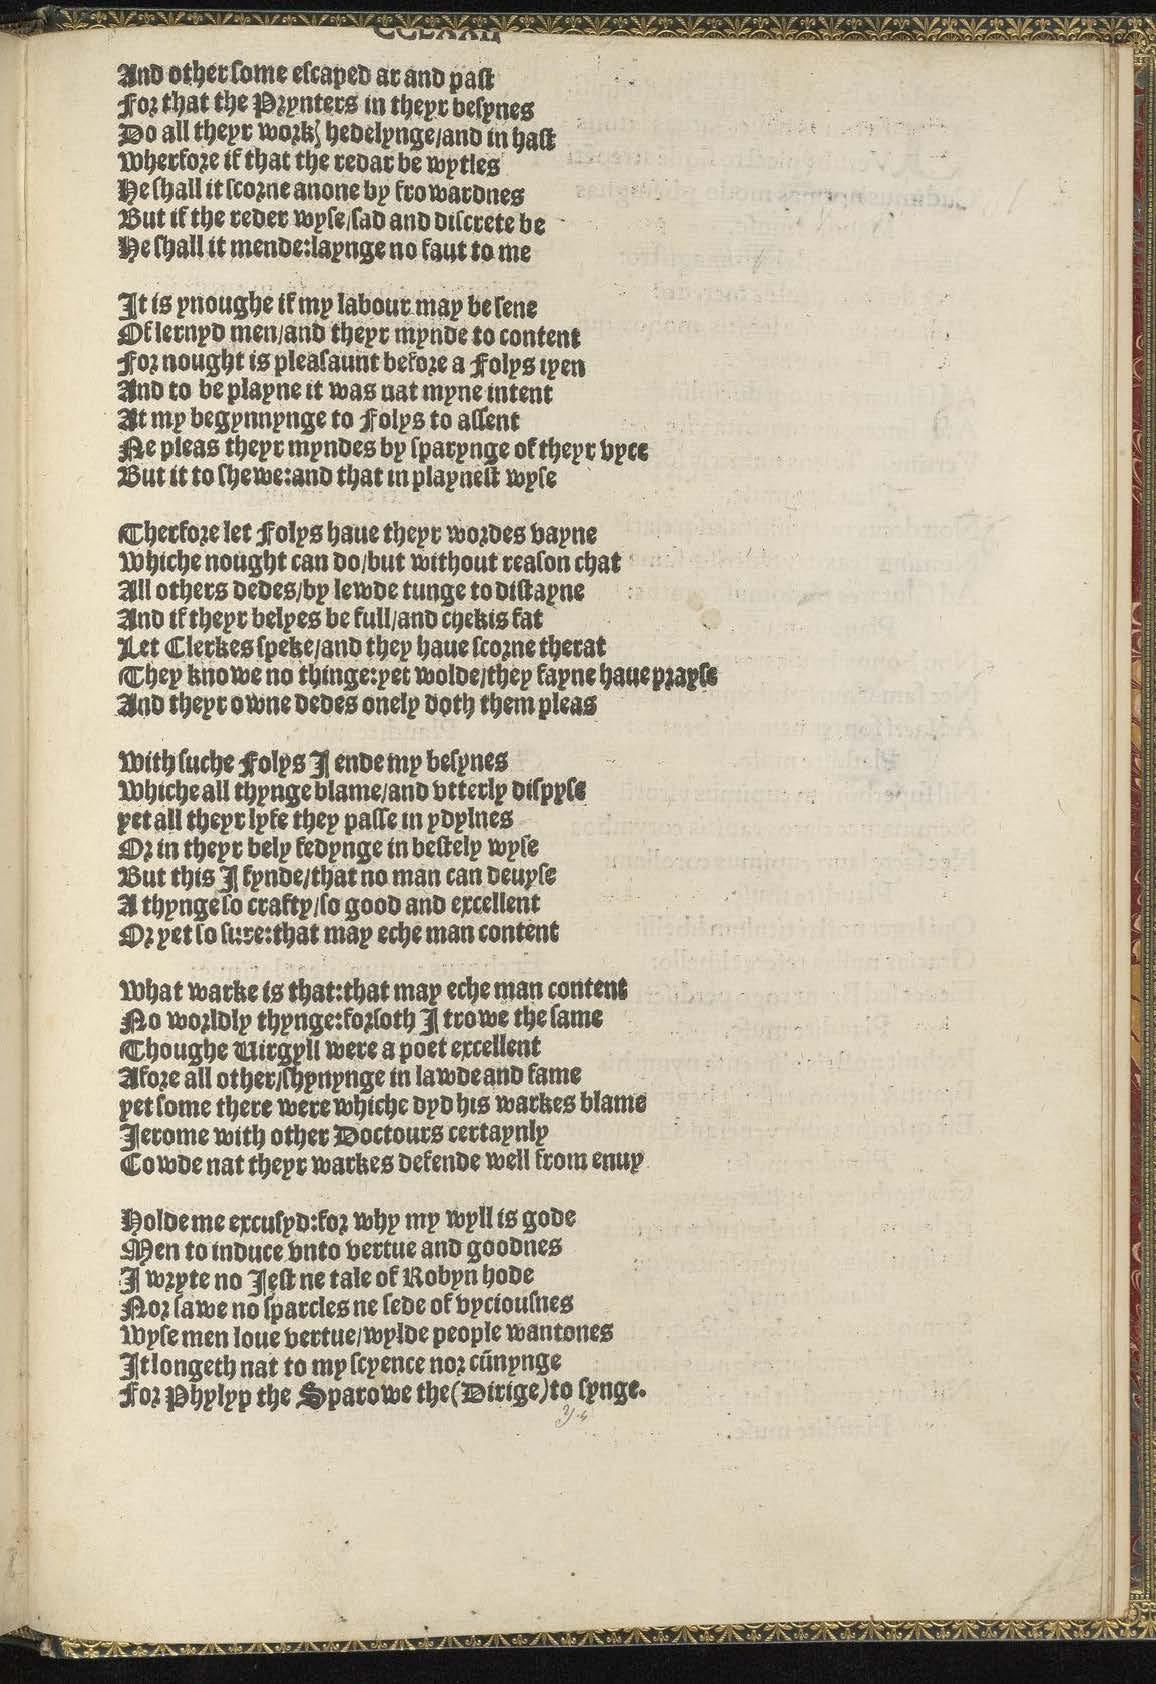 CCLXXII
And other some escaped ar and past
For that the Prynters in theyr besynes
Do all theyr workꝭ hedelynge/and in hast
Wherfore if that the redar be wytles
He shall it scorne anone by frowardnes
But if the reder wyse/sad and discrete be
He shall it mende:laynge no faut to me
It is ynoughe if my labour may be sene
Of lernyd men/and theyr mynde to content
For nought is pleasaunt before a Folys iyen
And to be playne it was nat myne intent
At my begynnynge to Folys to assent
Ne pleas theyr myndes by sparynge of theyr vyce
But it to shewe:and that in playnest wyse
Therfore let Folys haue theyr wordes vayne
Whiche nought can do/but without reason chat
All others dedes/by lewde tunge to distayne
And if theyr belyes be full/and chekis fat
Let Clerkes speke/and they haue scorne therat
They knowe no thinge:yet wolde/they fayne haue prayse
And theyr owne dedes onely doth them pleas
With suche Folys I ende my besynes
Whiche all thynge blame/and vtterly dispyse
yet all theyr lyfe they passe in ydylnes
Or in theyr bely fedynge in bestely wyse
But this I fynde/that no man can deuyse
A thynge so crafty/so good and excellent
Or yet so sure:that may eche man content
What warke is that:that may eche man content
No worldly thynge:forsoth I trowe the same
Thoughe Uirgyll were a poet excellent
Afore all other/shynynge in lawde and fame
yet some there were whiche dyd his warkes blame
Jerome with other Doctours certaynly
Cowde nat theyr warkes defende well from enuy
Holde me excusyd:for why my wyll is gode
Men to induce vnto vertue and goodnes
I wryte no Jest ne tale of Robyn hode
Nor sawe no sparcles ne sede of vyciousnes
Wyse men loue vertue/wylde people wantones
It longeth nat to my scyence nor cūnynge
For Phylyp the Sparowe the(Dirige)to synge.